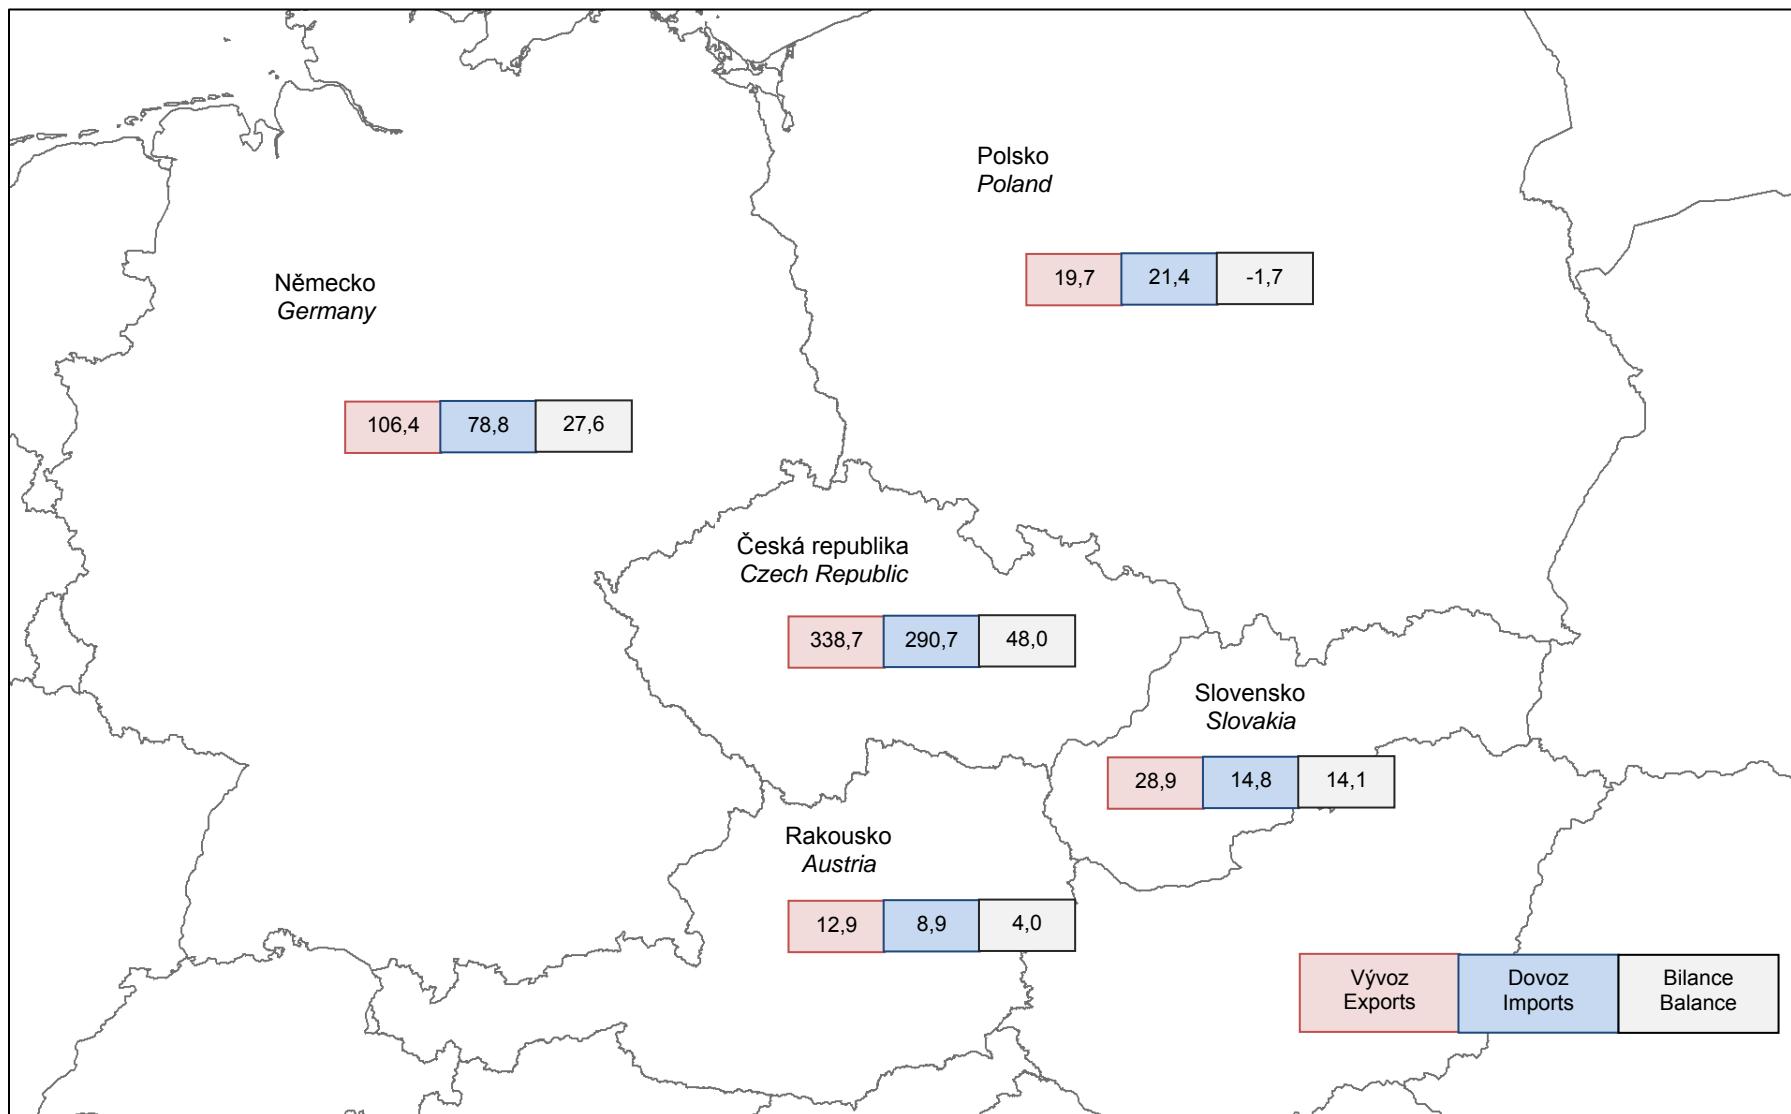 Polsko
Poland
19,7 21,4 -1,7
Německo
Germany
106,4 78,8 27,6
Česká republika
Czech Republic
338,7 290,7 48,0
Slovensko
Slovakia
28,9 14,8 14,1
Rakousko
Austria
12,9 8,9 4,0
Vývoz Dovoz Bilance
Exports Imports Balance